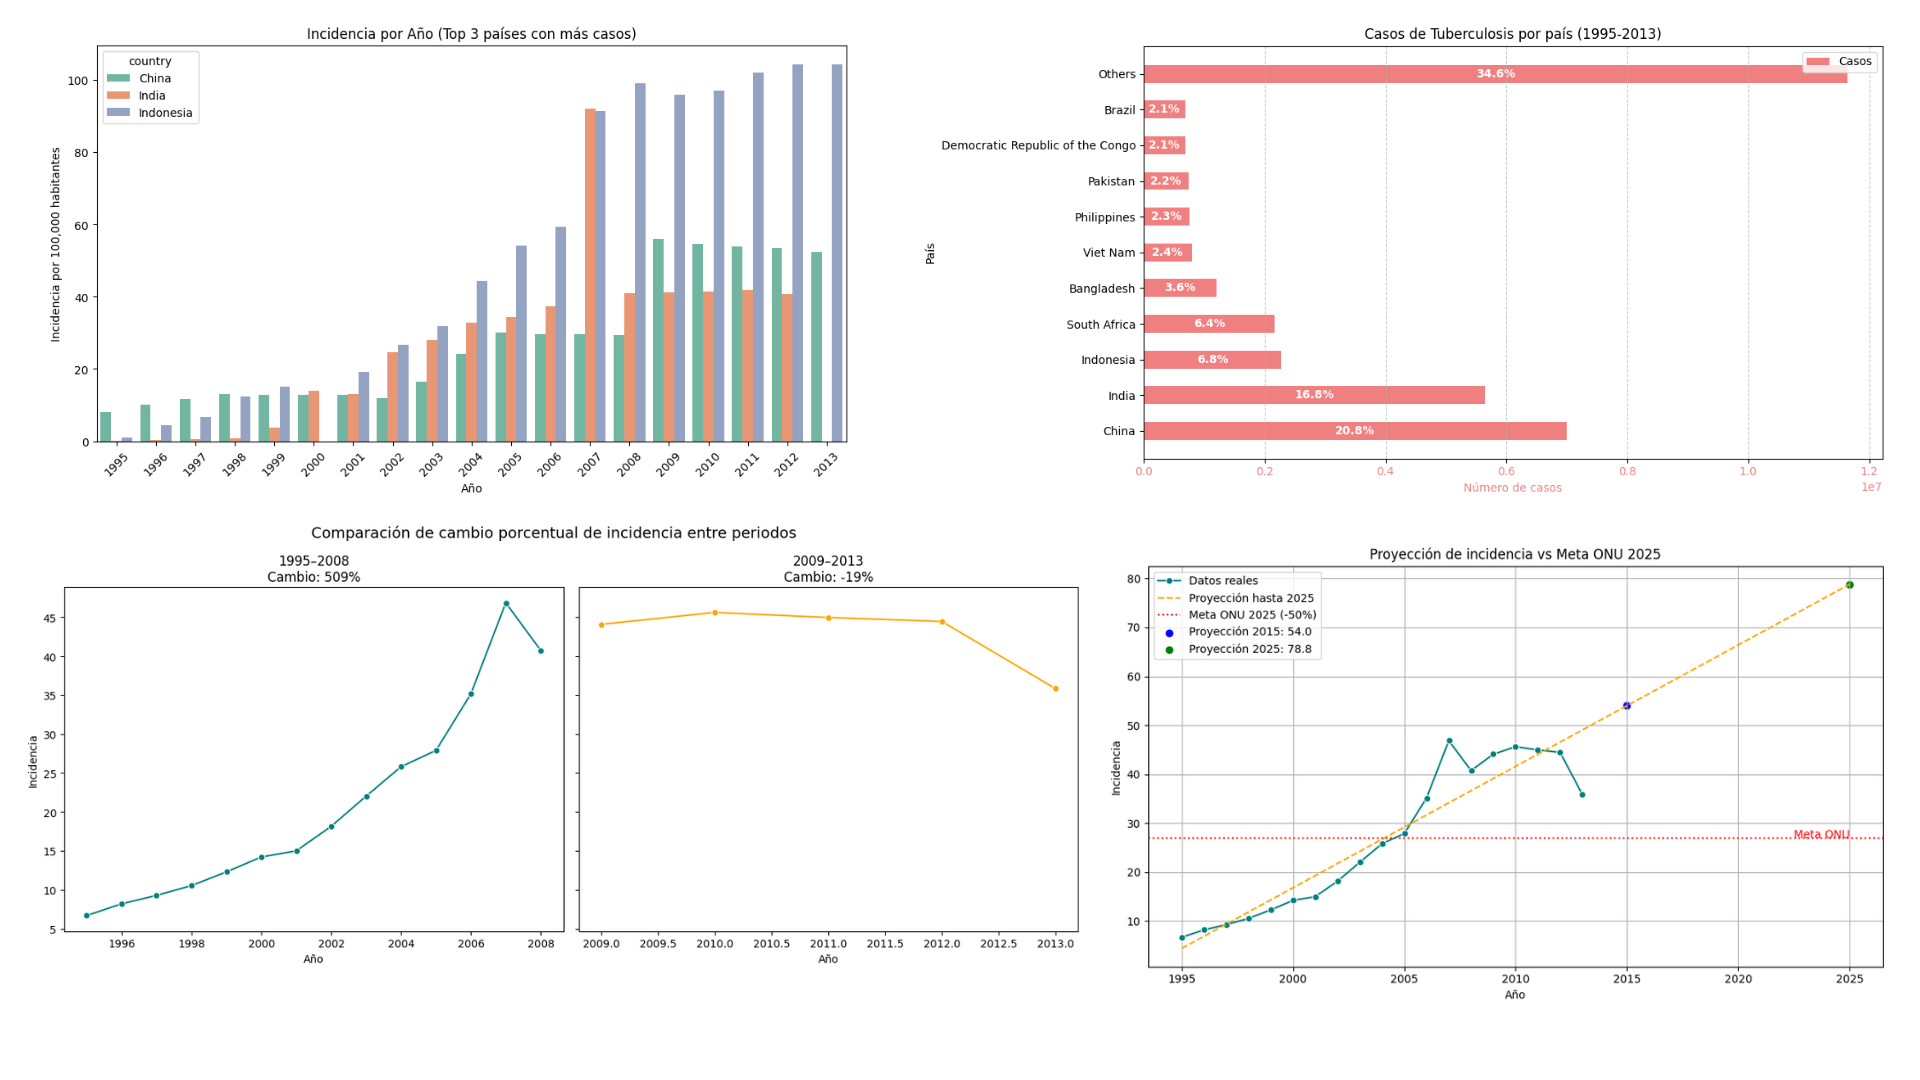 Incidencia por Año (Top 3 países con más casos)
country
China
India
Indonesia
Incidencia por 100,000 habitantes
100
80
60
40
20
0
1995 1996 1997 1998 1999 2000 2001 2002 2003 2004 2005 2006 2007 2008 2009 2010 2011 2012 2013
Año
Casos de Tuberculosis por país (1995-2013)
Casos
País
Others 34.6%
Brazil 2.1%
Democratic Republic of the Congo 2.1%
Pakistan 2.2%
Philippines 2.3%
Viet Nam 2.4%
Bangladesh 3.6%
South Africa 6.4%
Indonesia 6.8%
India 16.8%
China 20.8%
0.0 0.2 0.4 0.6 0.8 1.0 1.2
Número de casos 1e7
Comparación de cambio porcentual de incidencia entre periodos
1995–2008
Cambio: 509%
Incidencia
45
40
35
30
25
20
15
10
5
1996 1998 2000 2002 2004 2006 2008
Año
2009–2013
Cambio: -19%
2009.0 2009.5 2010.0 2010.5 2011.0 2011.5 2012.0 2012.5 2013.0
Año
Proyección de incidencia vs Meta ONU 2025
Datos reales
Proyección hasta 2025
Meta ONU 2025 (-50%)
Proyección 2015: 54.0
Proyección 2025: 78.8
Incidencia
80
70
60
50
40
30
20
10
Meta ONU
1995 2000 2005 2010 2015 2020 2025
Año